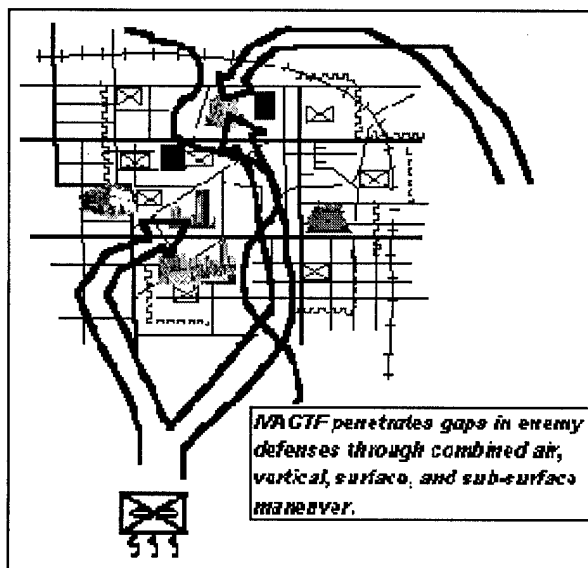 MAGTF penetrates gaps in enemy
defenses through combined air,
vertical, surface, and sub-surface
maneuver.